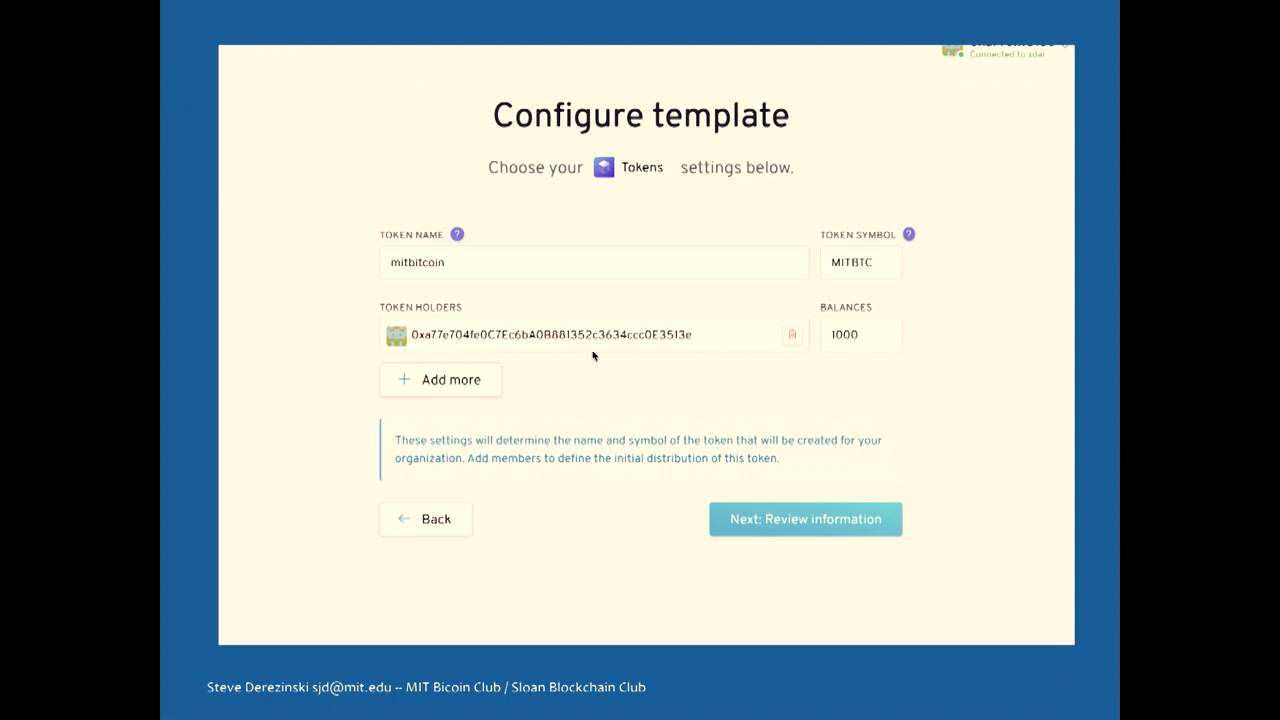 Connected to xdai
Configure template
Choose your Tokens settings below.
TOKEN NAME ? TOKEN SYMBOL ?
mitbitcoin MITBTC
TOKEN HOLDERS BALANCES
0xa77e704fe0C7Ec6bA0B881352c3634ccc0E3513e 1000
+ Add more
These settings will determine the name and symbol of the token that will be created for your
organization. Add members to define the initial distribution of this token.
← Back Next: Review information
Steve Derezinski sjd@mit.edu -- MIT Bicoin Club / Sloan Blockchain Club